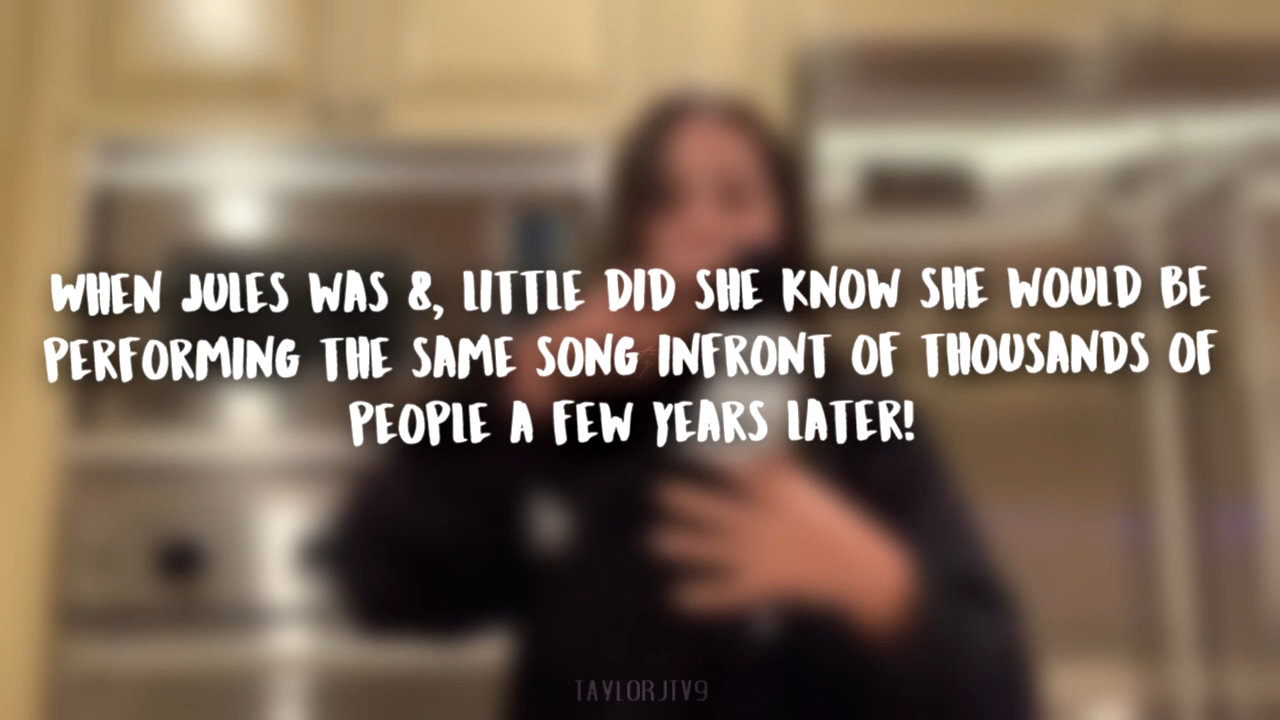 WHEN JULES WAS 8, LITTLE DID SHE KNOW SHE WOULD BE
PERFORMING THE SAME SONG INFRONT OF THOUSANDS OF
PEOPLE A FEW YEARS LATER!
TAYLORJTV9